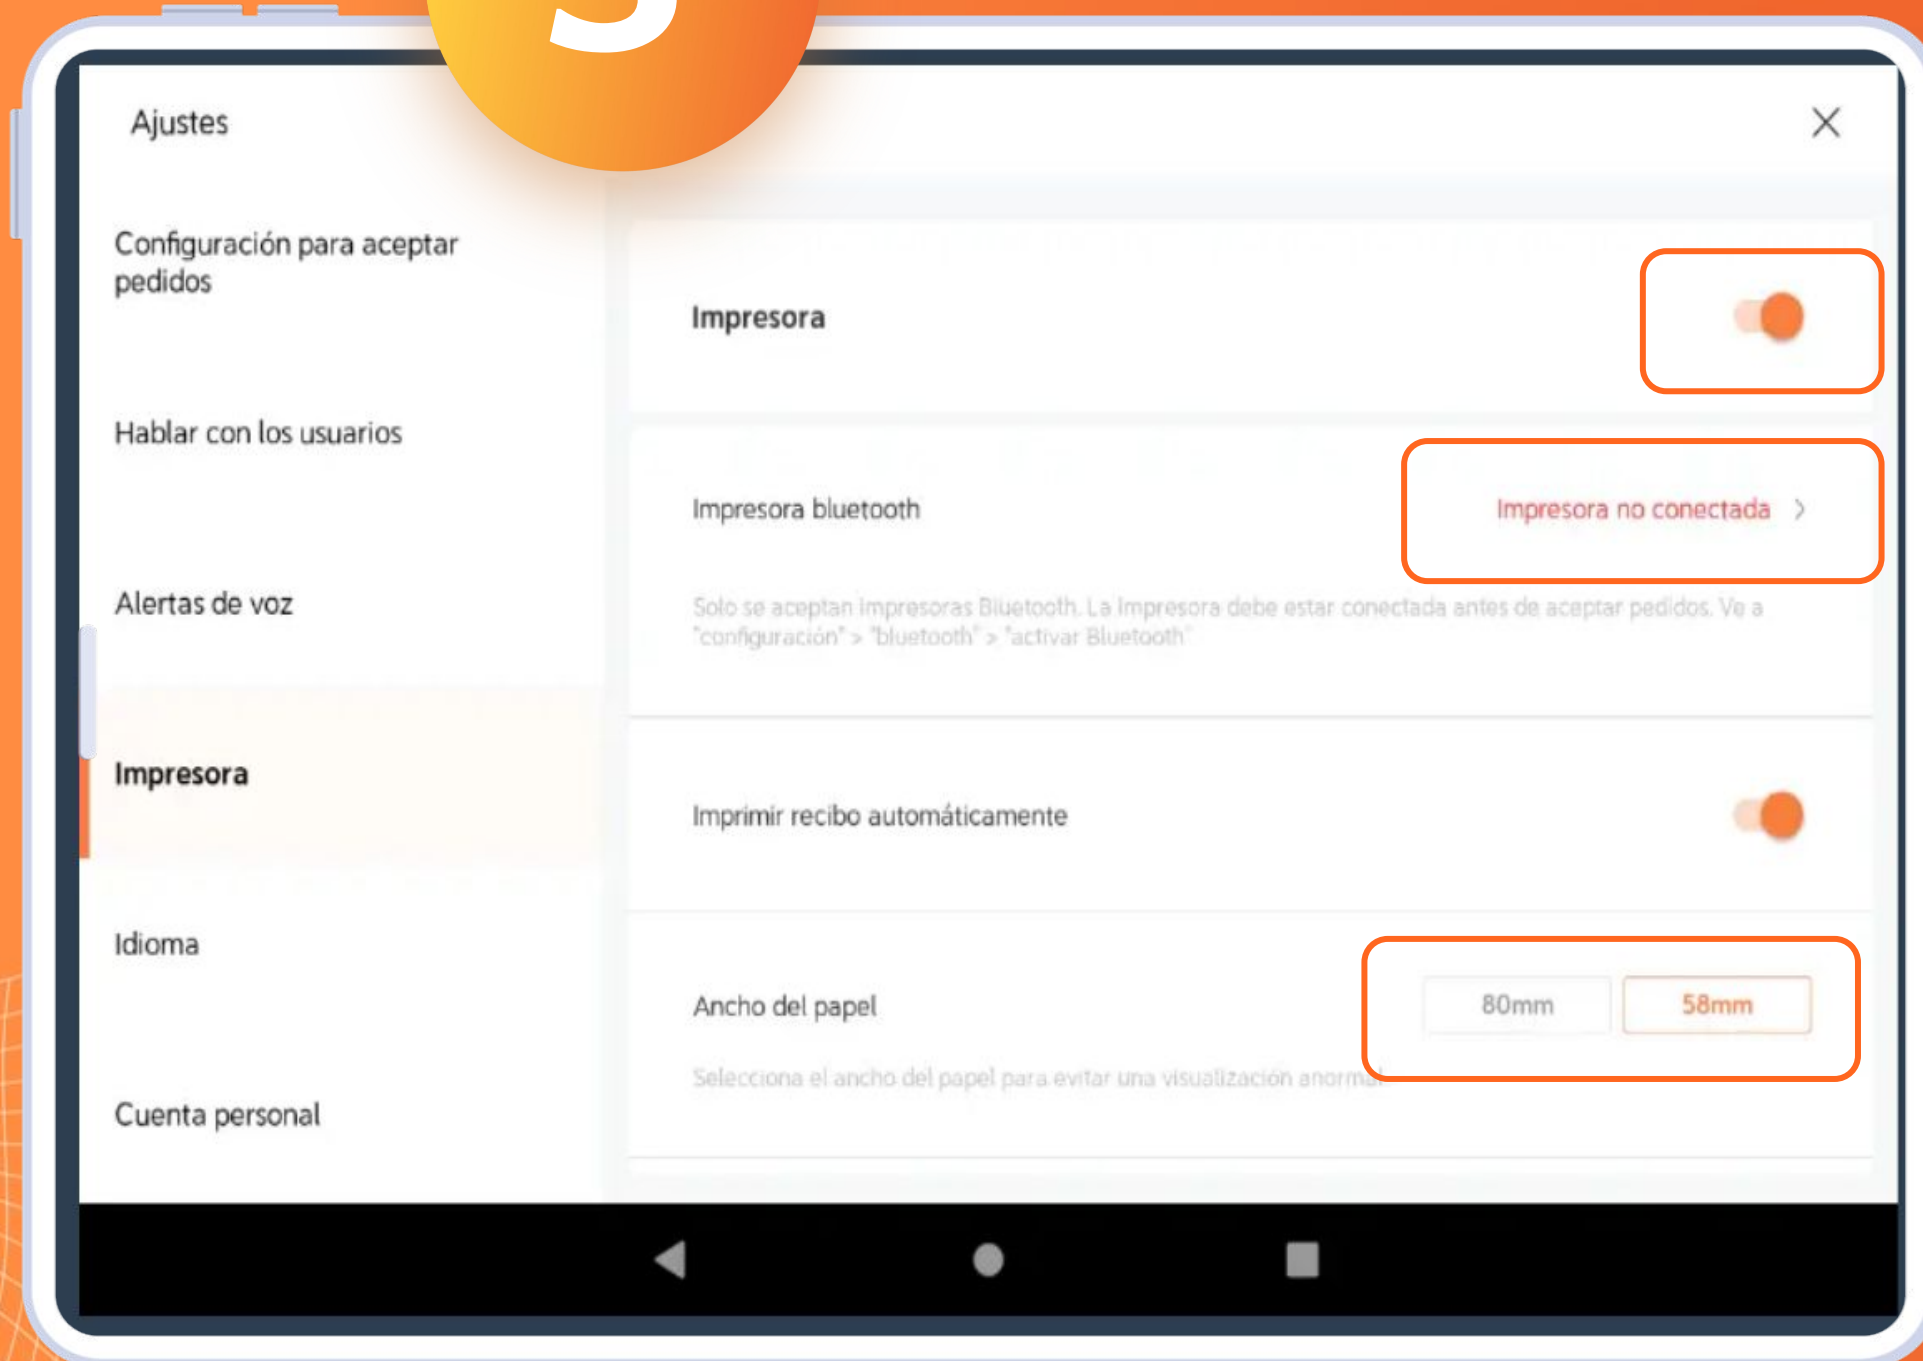 Ajustes
Configuración para aceptar
pedidos
Hablar con los usuarios
Alertas de voz
Impresora
Idioma
Cuenta personal
Impresora
Impresora bluetooth
Impresora no conectada >
Solo se aceptan impresoras Bluetooth. La impresora debe estar conectada antes de aceptar pedidos. Ve a
"configuración" > "bluetooth" > "activar Bluetooth"
Imprimir recibo automáticamente
Ancho del papel
80mm
58mm
Selecciona el ancho del papel para evitar una visualización anormal